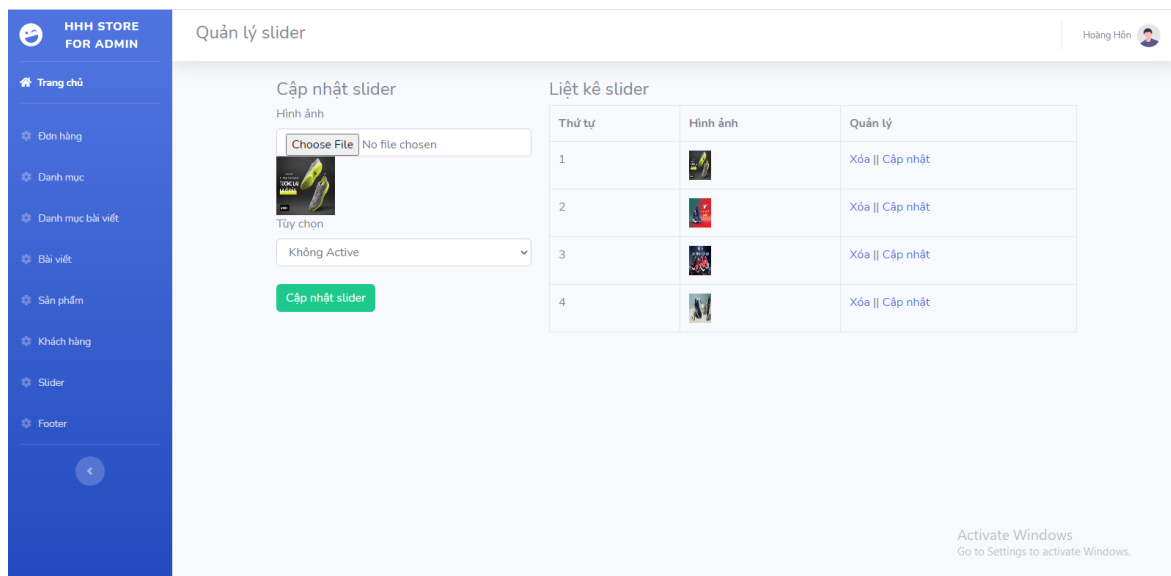 HHH STORE
FOR ADMIN
Quản lý slider
Hoàng Hôn
Trang chủ
Đơn hàng
Danh mục
Danh mục bài viết
Bài viết
Sản phẩm
Khách hàng
Slider
Footer
Cập nhật slider
Hình ảnh
Choose File No file chosen
Tùy chọn
Không Active
Cập nhật slider
Liệt kê slider
Thứ tự Hình ảnh Quản lý
1 Xóa || Cập nhật
2 Xóa || Cập nhật
3 Xóa || Cập nhật
4 Xóa || Cập nhật
Activate Windows
Go to Settings to activate Windows.